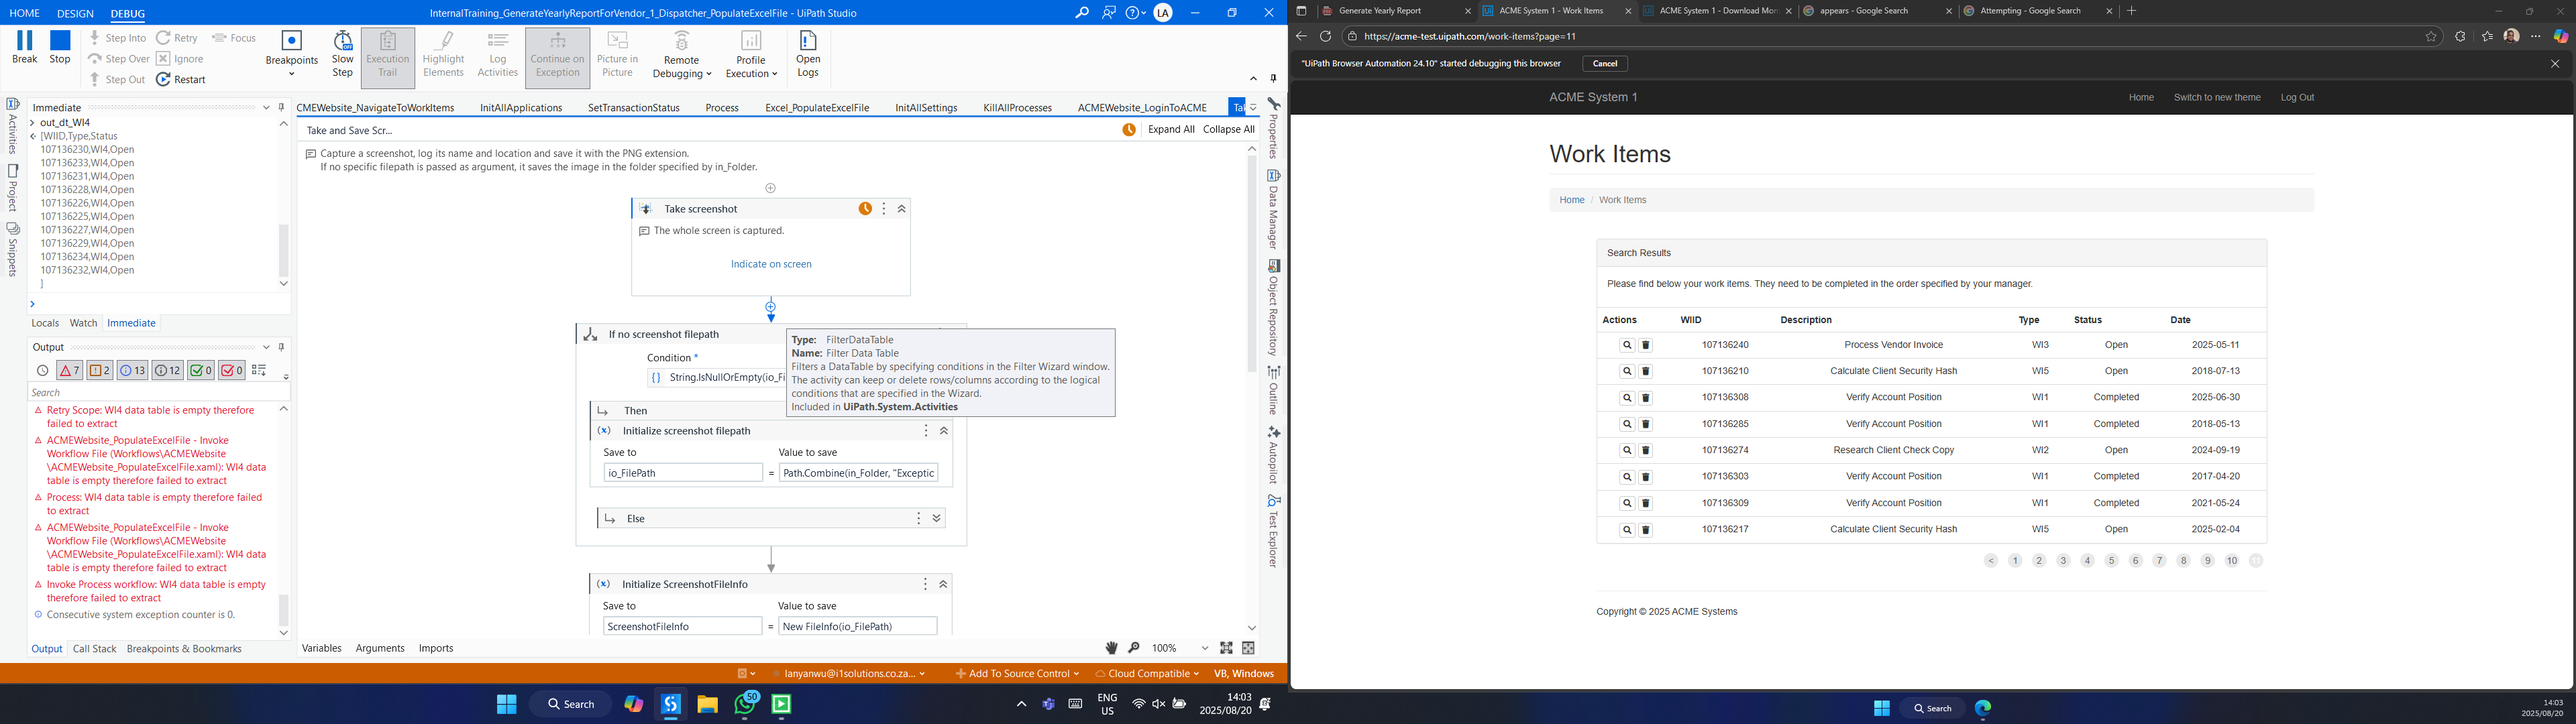 HOME DESIGN DEBUG
InternalTraining_GenerateYearlyReportForVendor_1_Dispatcher_PopulateExcelFile - UiPath Studio
LA
Break
Stop
Step Into
Step Over
Step Out
Retry
Ignore
Restart
Focus
Breakpoints
Slow
Step
Execution
Trail
Highlight
Elements
Log
Activities
Continue on
Exception
Picture in
Picture
Remote
Debugging
Profile
Execution
Open
Logs
Activities
Project
Snippets
Immediate
out_dt_WI4
[WIID,Type,Status
107136230,WI4,Open
107136233,WI4,Open
107136231,WI4,Open
107136228,WI4,Open
107136226,WI4,Open
107136225,WI4,Open
107136227,WI4,Open
107136229,WI4,Open
107136234,WI4,Open
107136232,WI4,Open
]
Locals Watch Immediate
Output
7 2 13 12 0 0
Search
Retry Scope: WI4 data table is empty therefore
failed to extract
ACMEWebsite_PopulateExcelFile - Invoke
Workflow File (Workflows\ACMEWebsite
\ACMEWebsite_PopulateExcelFile.xaml): WI4 data
table is empty therefore failed to extract
Process: WI4 data table is empty therefore failed
to extract
ACMEWebsite_PopulateExcelFile - Invoke
Workflow File (Workflows\ACMEWebsite
\ACMEWebsite_PopulateExcelFile.xaml): WI4 data
table is empty therefore failed to extract
Invoke Process workflow: WI4 data table is empty
therefore failed to extract
Consecutive system exception counter is 0.
Output Call Stack Breakpoints & Bookmarks
CMEWebsite_NavigateToWorkItems InitAllApplications SetTransactionStatus Process Excel_PopulateExcelFile InitAllSettings KillAllProcesses ACMEWebsite_LoginToACME Tak
Take and Save Scr...
Expand All Collapse All
Capture a screenshot, log its name and location and save it with the PNG extension.
If no specific filepath is passed as argument, it saves the image in the folder specified by in_Folder.
Take screenshot
The whole screen is captured.
Indicate on screen
If no screenshot filepath
Condition *
String.IsNullOrEmpty(io_Fi
Type: FilterDataTable
Name: Filter Data Table
Filters a DataTable by specifying conditions in the Filter Wizard window.
The activity can keep or delete rows/columns according to the logical
conditions that are specified in the Wizard.
Included in UiPath.System.Activities
Then
Initialize screenshot filepath
Save to Value to save
io_FilePath = Path.Combine(in_Folder, "Exceptic
Else
Initialize ScreenshotFileInfo
Save to Value to save
ScreenshotFileInfo = New FileInfo(io_FilePath)
Variables Arguments Imports
100%
Properties
Data Manager
Object Repository
Outline
Autopilot
Test Explorer
lanyanwu@i1solutions.co.za... Add To Source Control Cloud Compatible VB, Windows
Search
50
ENG
US
14:03
2025/08/20
Generate Yearly Report
ACME System 1 - Work Items
ACME System 1 - Download Mon
appears - Google Search
Attempting - Google Search
https://acme-test.uipath.com/work-items?page=11
"UiPath Browser Automation 24.10" started debugging this browser
Cancel
ACME System 1
Home Switch to new theme Log Out
Work Items
Home / Work Items
Search Results
Please find below your work items. They need to be completed in the order specified by your manager.
Actions WIID Description Type Status Date
107136240 Process Vendor Invoice WI3 Open 2025-05-11
107136210 Calculate Client Security Hash WI5 Open 2018-07-13
107136308 Verify Account Position WI1 Completed 2025-06-30
107136285 Verify Account Position WI1 Completed 2018-05-13
107136274 Research Client Check Copy WI2 Open 2024-09-19
107136303 Verify Account Position WI1 Completed 2017-04-20
107136309 Verify Account Position WI1 Completed 2021-05-24
107136217 Calculate Client Security Hash WI5 Open 2025-02-04
< 1 2 3 4 5 6 7 8 9 10 11
Copyright © 2025 ACME Systems
Search
14:03
2025/08/20